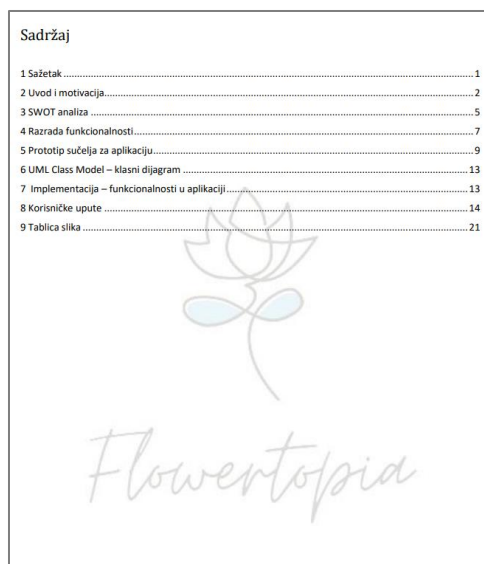 Sadržaj
1 Sažetak ........ 1
2 Uvod i motivacija ........ 2
3 SWOT analiza ........ 5
4 Razrada funkcionalnosti ........ 7
5 Prototip sučelja za aplikaciju ........ 9
6 UML Class Model – klasni dijagram ........ 13
7 Implementacija – funkcionalnosti u aplikaciji ........ 13
8 Korisničke upute ........ 14
9 Tablica slika ........ 21
Flowertopia